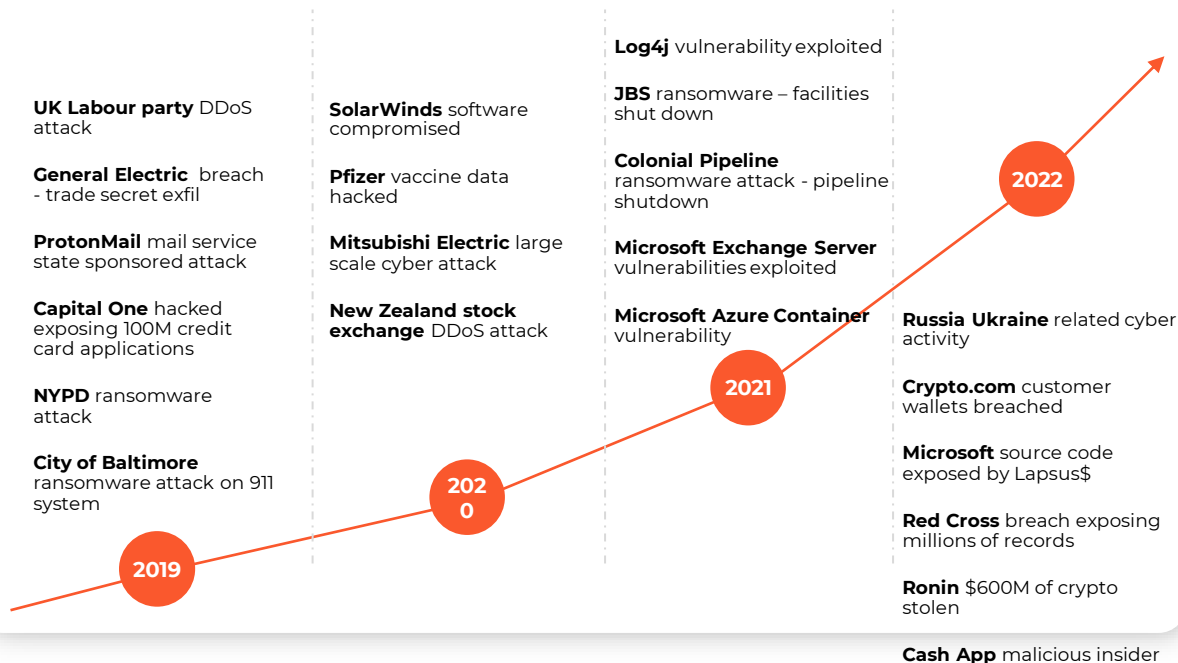 UK Labour party DDoS
attack
General Electric  breach
- trade secret exfil
ProtonMail mail service
state sponsored attack
Capital One hacked
exposing 100M credit
card applications
NYPD ransomware
attack
City of Baltimore
ransomware attack on 911
system
2019
SolarWinds software
compromised
Pfizer vaccine data
hacked
Mitsubishi Electric large
scale cyber attack
New Zealand stock
exchange DDoS attack
202
0
Log4j vulnerability exploited
JBS ransomware – facilities
shut down
Colonial Pipeline
ransomware attack - pipeline
shutdown
Microsoft Exchange Server
vulnerabilities exploited
Microsoft Azure Container
vulnerability
2021
2022
Russia Ukraine related cyber
activity
Crypto.com customer
wallets breached
Microsoft source code
exposed by Lapsus$
Red Cross breach exposing
millions of records
Ronin $600M of crypto
stolen
Cash App malicious insider